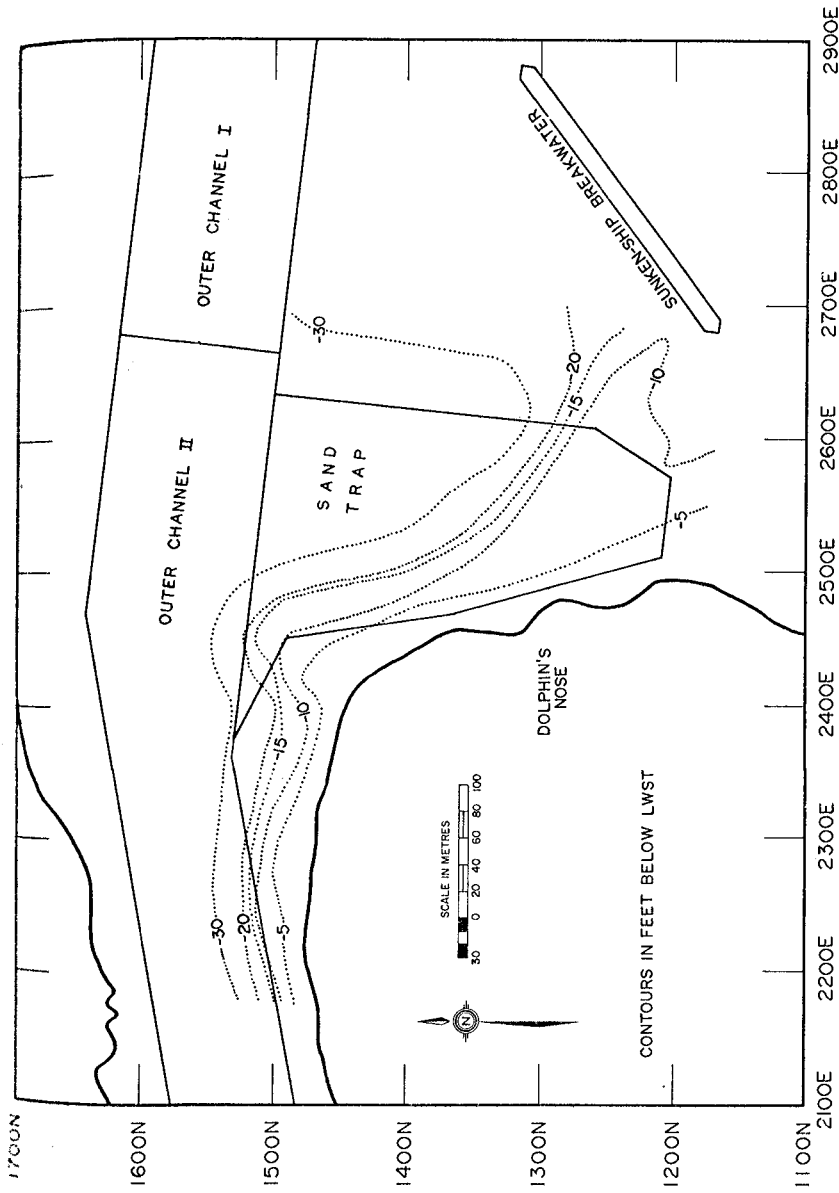 OUTER CHANNEL I
OUTER CHANNEL II
SAND
TRAP
SUNKEN-SHIP BREAKWATER
DOLPHIN'S
NOSE
-30
-20
-15
-10
-5
-30
-20
-15
-10
-5
SCALE IN METRES
30 0 20 40 60 80 100
N
CONTOURS IN FEET BELOW LWST
1700N
1600N
1500N
1400N
1300N
1200N
1100N
2100E
2200E
2300E
2400E
2500E
2600E
2700E
2800E
2900E